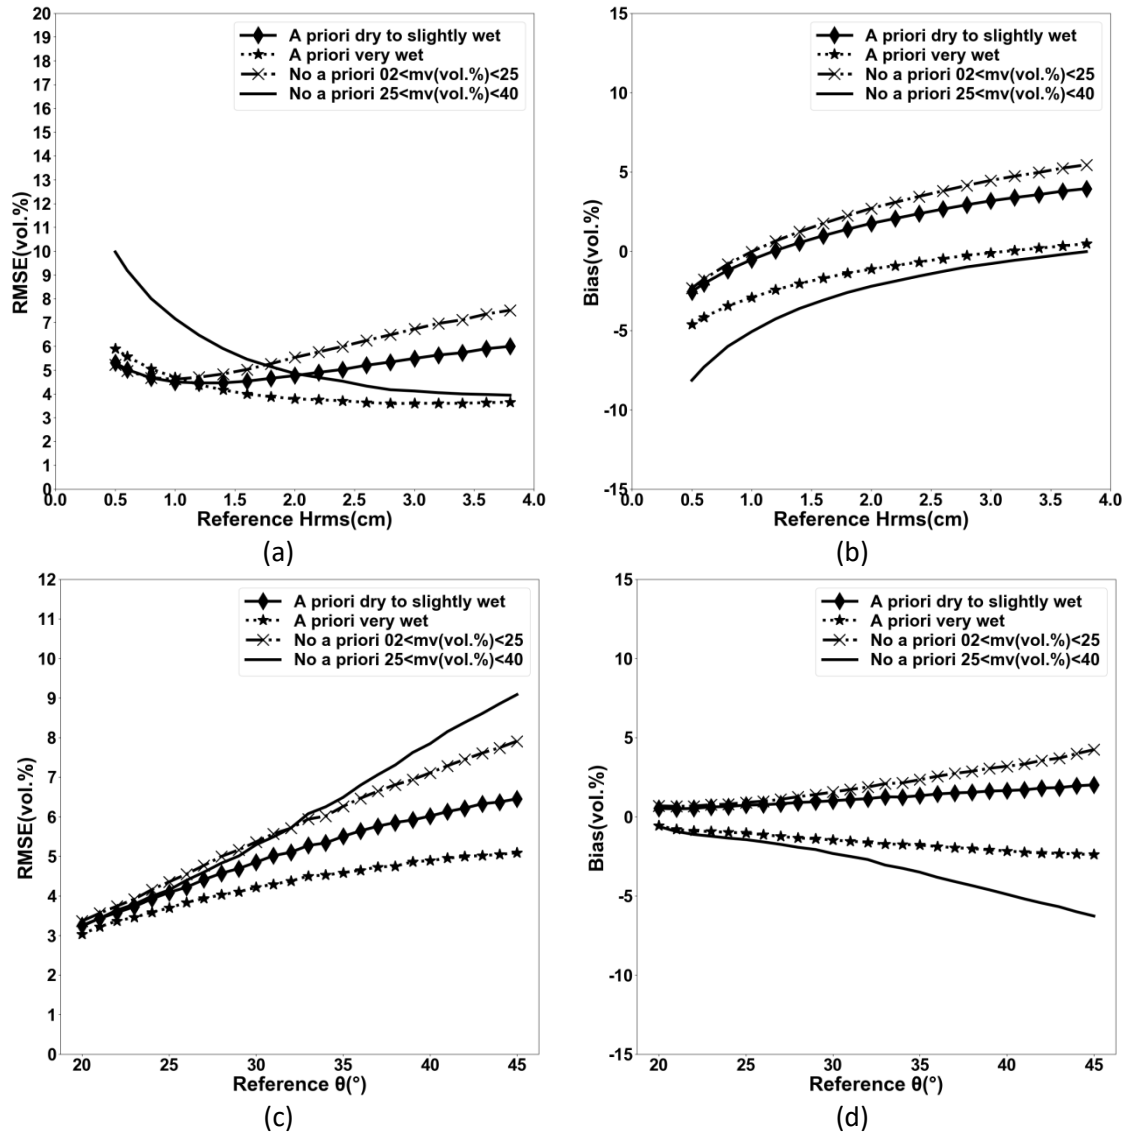 20
19
18
17
16
15
14
13
12
11
10
9
8
7
6
5
4
3
2
1
0
RMSE(vol.%)
A priori dry to slightly wet
A priori very wet
No a priori 02<mv(vol.%)<25
No a priori 25<mv(vol.%)<40
0.0 0.5 1.0 1.5 2.0 2.5 3.0 3.5 4.0
Reference Hrms(cm)
(a)
15
10
5
0
-5
-10
-15
Bias(vol.%)
A priori dry to slightly wet
A priori very wet
No a priori 02<mv(vol.%)<25
No a priori 25<mv(vol.%)<40
0.0 0.5 1.0 1.5 2.0 2.5 3.0 3.5 4.0
Reference Hrms(cm)
(b)
12
11
10
9
8
7
6
5
4
3
2
1
0
RMSE(vol.%)
A priori dry to slightly wet
A priori very wet
No a priori 02<mv(vol.%)<25
No a priori 25<mv(vol.%)<40
20 25 30 35 40 45
Reference θ(°)
(c)
15
10
5
0
-5
-10
-15
Bias(vol.%)
A priori dry to slightly wet
A priori very wet
No a priori 02<mv(vol.%)<25
No a priori 25<mv(vol.%)<40
20 25 30 35 40 45
Reference θ(°)
(d)